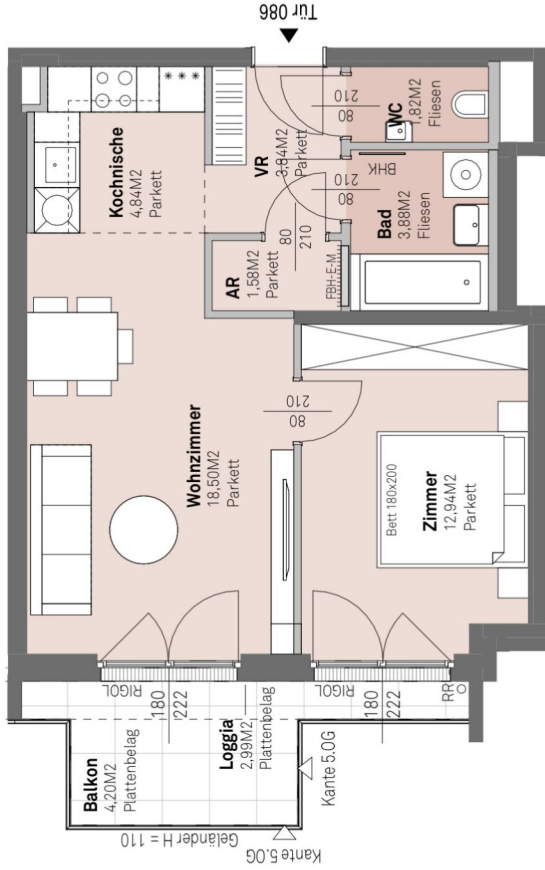 Tür 086
Kochnische
4,84M2
Parkett
VR
3,84M2
Parkett
80
210
WC
1,82M2
Fliesen
80
210
BHK
Bad
3,88M2
Fliesen
AR
1,58M2
Parkett
80
210
FBH-E-M
Wohnzimmer
18,50M2
Parkett
80
210
Bett 180x200
Zimmer
12,94M2
Parkett
RIGOL
180
222
RIGOL
180
222
RR
Balkon
4,20M2
Plattenbelag
Loggia
2,99M2
Plattenbelag
Geländer H = 110
Kante 5.OG
Kante 5.OG